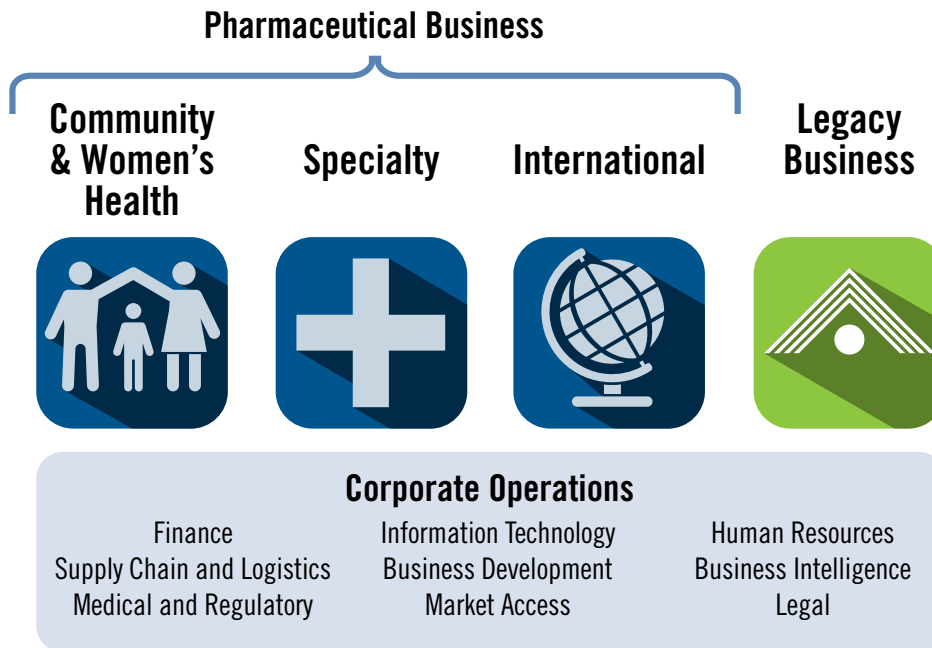 Pharmaceutical Business
Community
& Women's
Health
Specialty
International
Legacy
Business
Corporate Operations
Finance
Supply Chain and Logistics
Medical and Regulatory
Information Technology
Business Development
Market Access
Human Resources
Business Intelligence
Legal